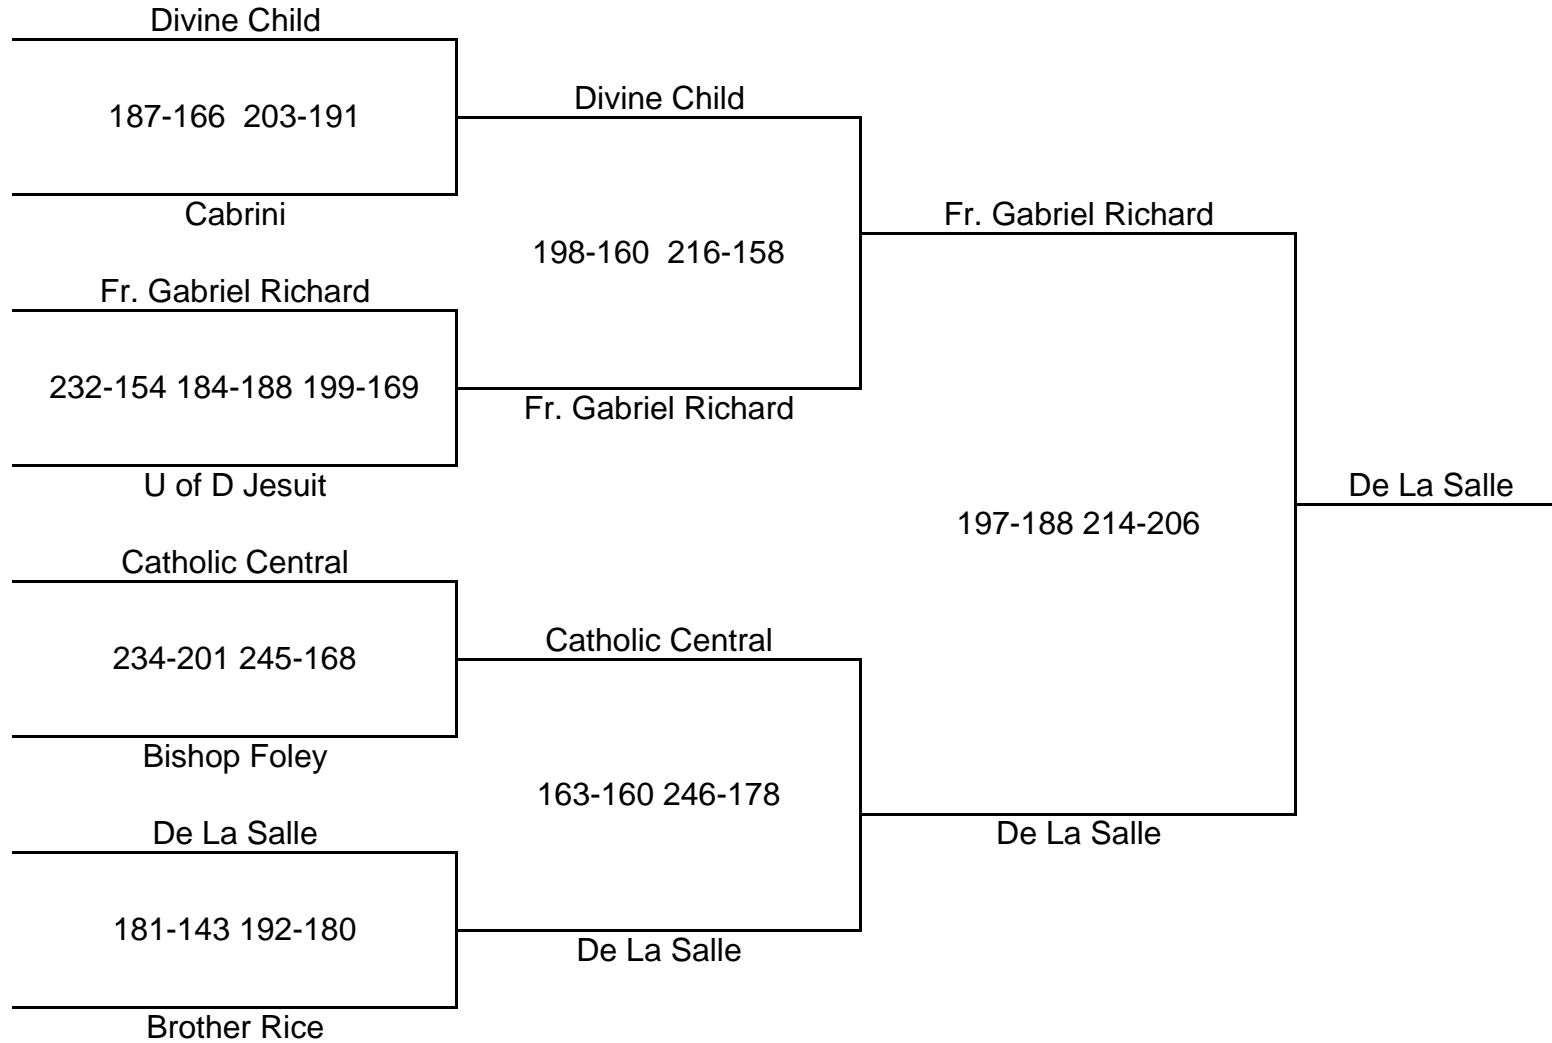 Divine Child
187-166  203-191
Cabrini
Fr. Gabriel Richard
232-154 184-188 199-169
U of D Jesuit
Catholic Central
234-201 245-168
Bishop Foley
De La Salle
181-143 192-180
Brother Rice
Divine Child
198-160  216-158
Fr. Gabriel Richard
Catholic Central
163-160 246-178
De La Salle
Fr. Gabriel Richard
197-188 214-206
De La Salle
De La Salle